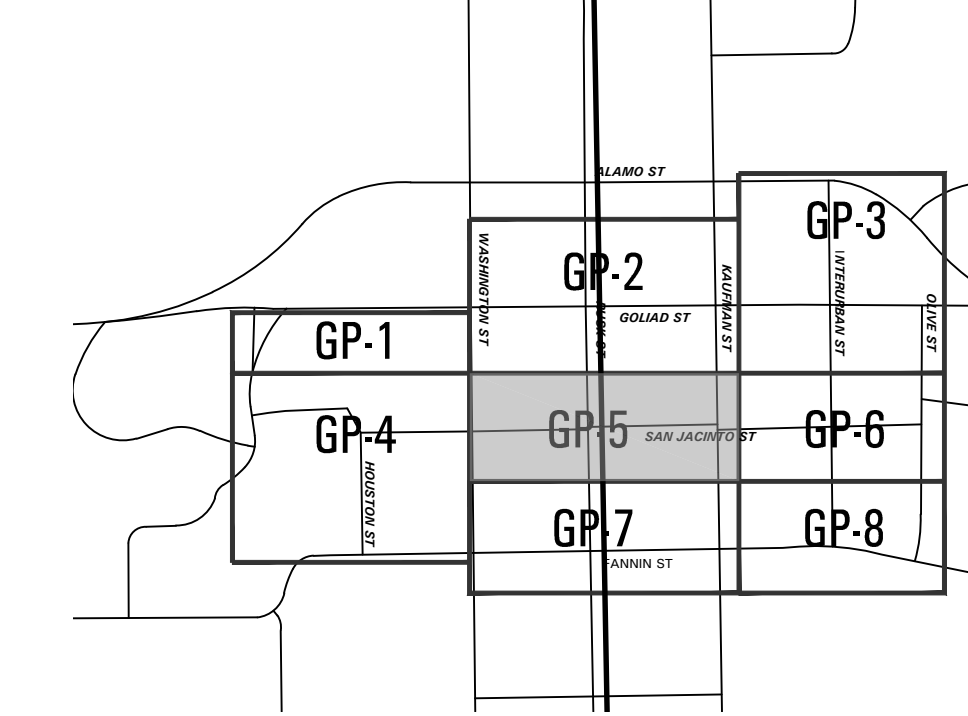 ALAMO ST
GP-3
WASHINGTON ST
GP-2
KAUFMAN ST
INTERURBAN ST
OLIVE ST
GOLIAD ST
GP-1
GP-4
GP-5
SAN JACINTO ST
GP-6
HOUSTON ST
GP-7
GP-8
FANNIN ST